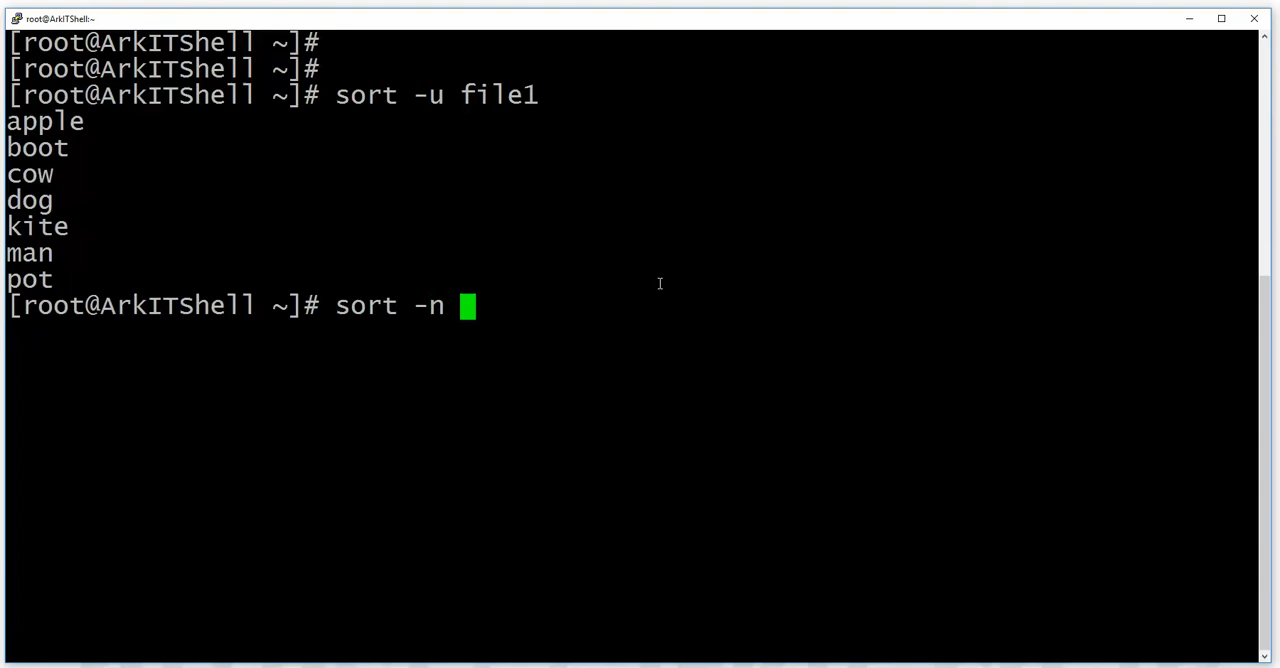 root@ArkITShell:~
[root@ArkITShell ~]#
[root@ArkITShell ~]#
[root@ArkITShell ~]# sort -u file1
apple
boot
cow
dog
kite
man
pot
[root@ArkITShell ~]# sort -n